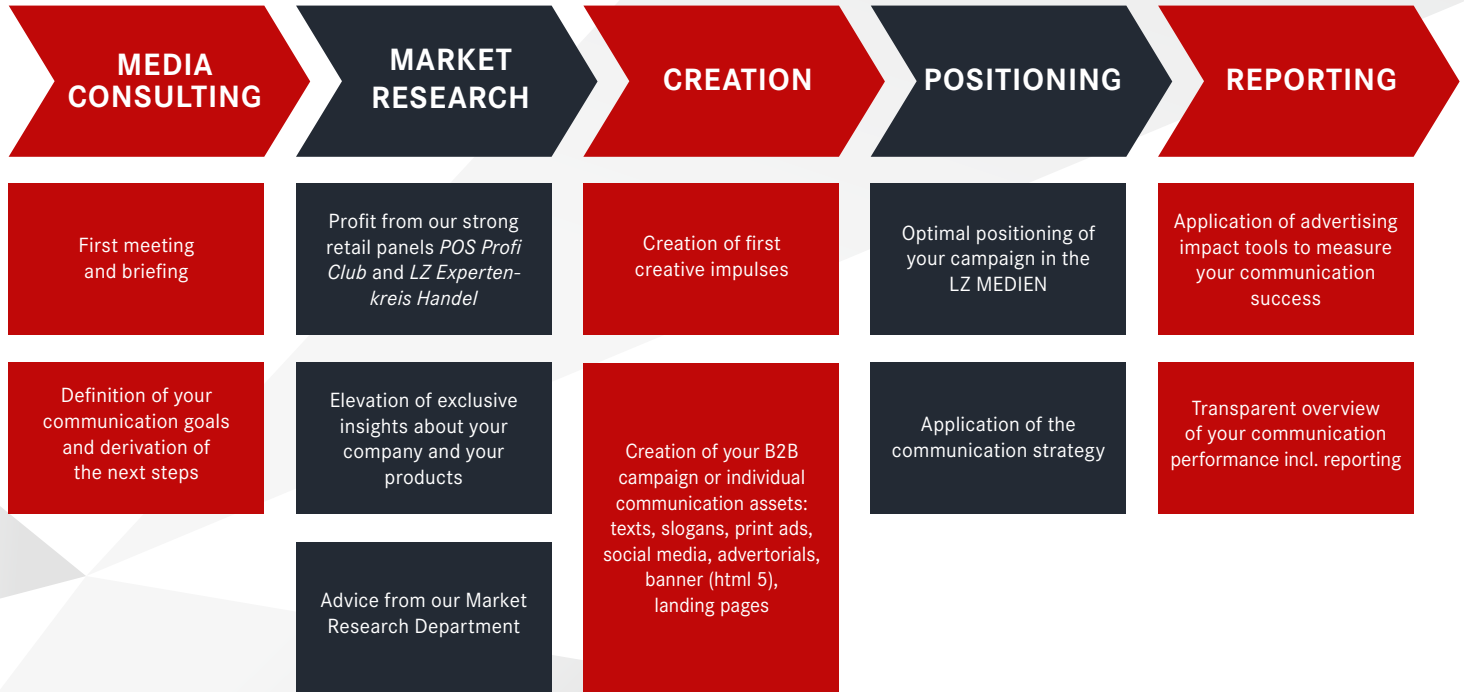 MEDIA
CONSULTING
MARKET
RESEARCH
CREATION
POSITIONING
REPORTING
First meeting
and briefing
Profit from our strong
retail panels POS Profi
Club and LZ Experten-
kreis Handel
Creation of first
creative impulses
Optimal positioning of
your campaign in the
LZ MEDIEN
Application of advertising
impact tools to measure
your communication
success
Definition of your
communication goals
and derivation of
the next steps
Elevation of exclusive
insights about your
company and your
products
Creation of your B2B
campaign or individual
communication assets:
texts, slogans, print ads,
social media, advertorials,
banner (html 5),
landing pages
Application of the
communication strategy
Transparent overview
of your communication
performance incl. reporting
Advice from our Market
Research Department